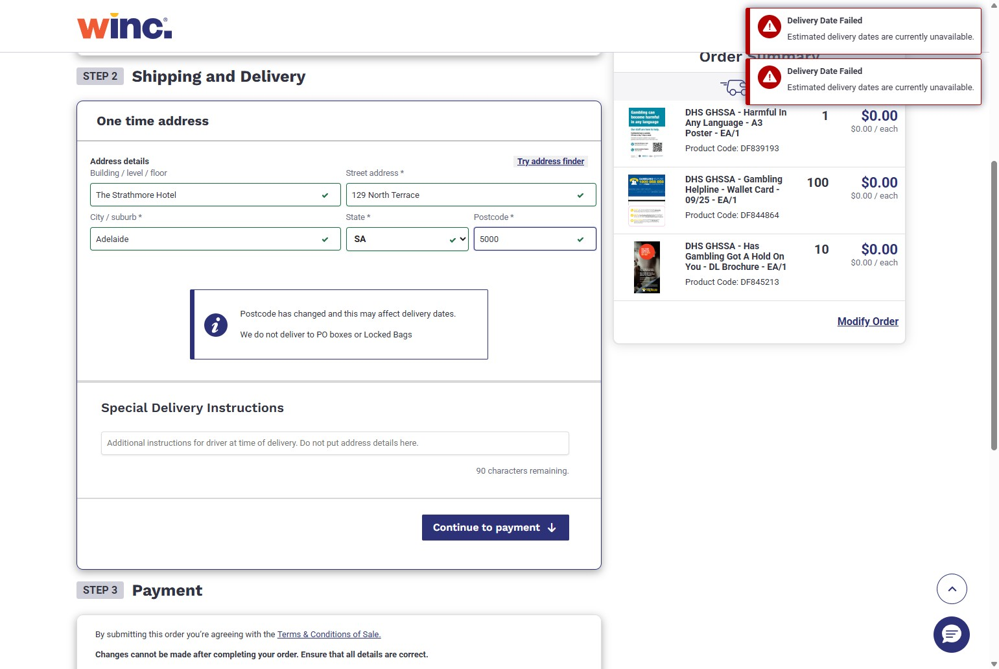 winc.
Delivery Date Failed
Estimated delivery dates are currently unavailable.
Delivery Date Failed
Estimated delivery dates are currently unavailable.
STEP 2
Shipping and Delivery
One time address
Address details
Try address finder
Building / level / floor
Street address *
The Strathmore Hotel
129 North Terrace
City / suburb *
State *
Postcode *
Adelaide
SA
5000
Postcode has changed and this may affect delivery dates.
We do not deliver to PO boxes or Locked Bags
Special Delivery Instructions
Additional instructions for driver at time of delivery. Do not put address details here.
90 characters remaining.
Continue to payment
STEP 3
Payment
By submitting this order you're agreeing with the Terms & Conditions of Sale.
Changes cannot be made after completing your order. Ensure that all details are correct.
Order Summary
Gambling can
become harmful
in any language
DHS GHSSA - Harmful In
Any Language - A3
Poster - EA/1
Product Code: DF839193
1
$0.00
$0.00 / each
1800 858 858
DHS GHSSA - Gambling
Helpline - Wallet Card -
09/25 - EA/1
Product Code: DF844864
100
$0.00
$0.00 / each
DHS GHSSA - Has
Gambling Got A Hold On
You - DL Brochure - EA/1
Product Code: DF845213
10
$0.00
$0.00 / each
Modify Order